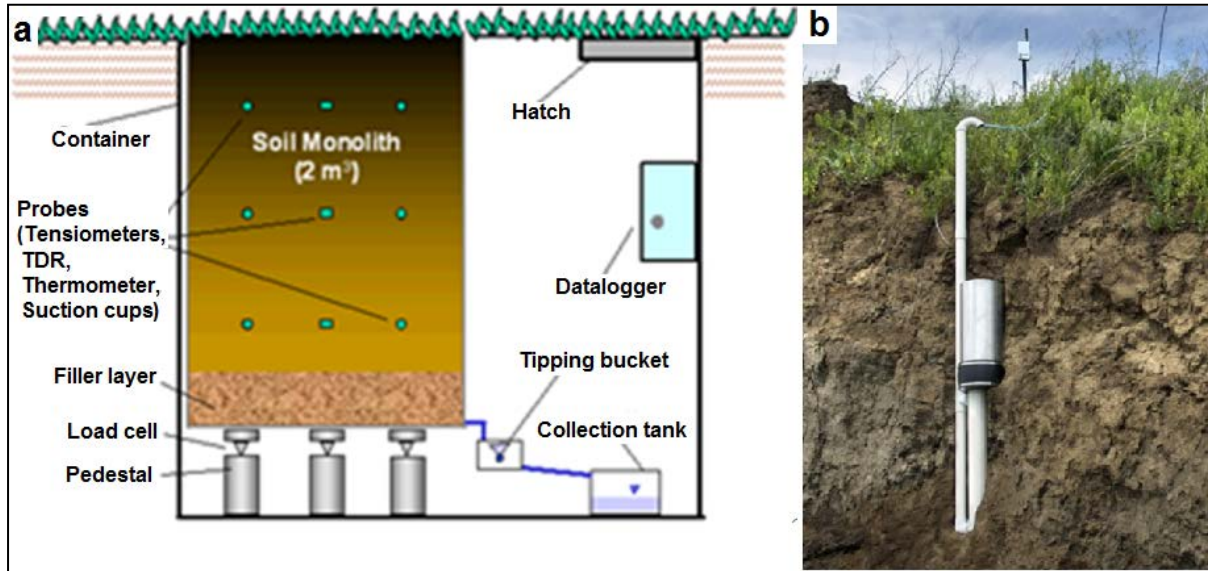 a
Container
Probes
(Tensiometers,
TDR,
Thermometer,
Suction cups)
Filler layer
Load cell
Pedestal
Soil Monolith
(2 m³)
Hatch
Datalogger
Tipping bucket
Collection tank
b